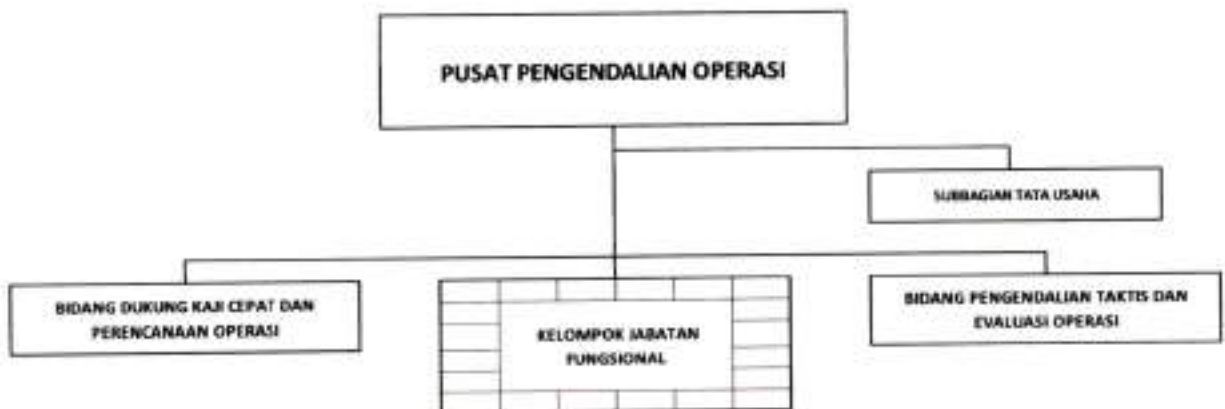 PUSAT PENGENDALIAN OPERASI
SUBBAGIAN TATA USAHA
BIDANG DUKUNG KAJI CEPAT DAN
PERENCANAAN OPERASI
KELOMPOK JABATAN
FUNGSIONAL
BIDANG PENGENDALIAN TAKTIS DAN
EVALUASI OPERASI